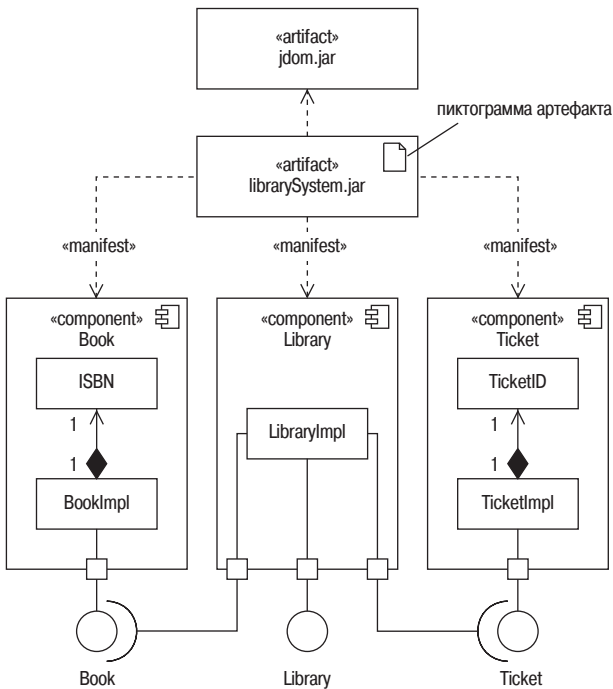 «artifact»
jdom.jar
пиктограмма артефакта
«artifact»
librarySystem.jar
«manifest»
«manifest»
«manifest»
«component»
Book
ISBN
1
1
BookImpl
«component»
Library
LibraryImpl
«component»
Ticket
TicketID
1
1
TicketImpl
Book
Library
Ticket